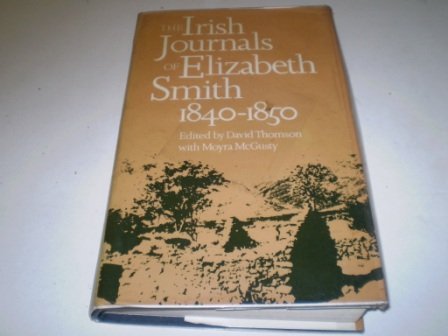 THE Irish
Journals
OF Elizabeth
Smith
1840-1850
Edited by David Thomson
with Moyra McGusty